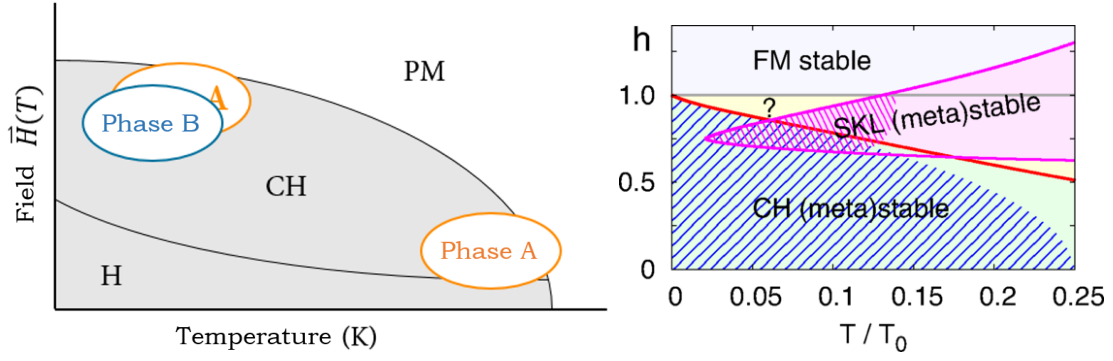 PM
A
Phase B
CH
Phase A
H
Field H⃗(T)
Temperature (K)
h
FM stable
1.0
?
SKL (meta)stable
0.5
CH (meta)stable
0
0 0.05 0.1 0.15 0.2 0.25
T / T₀